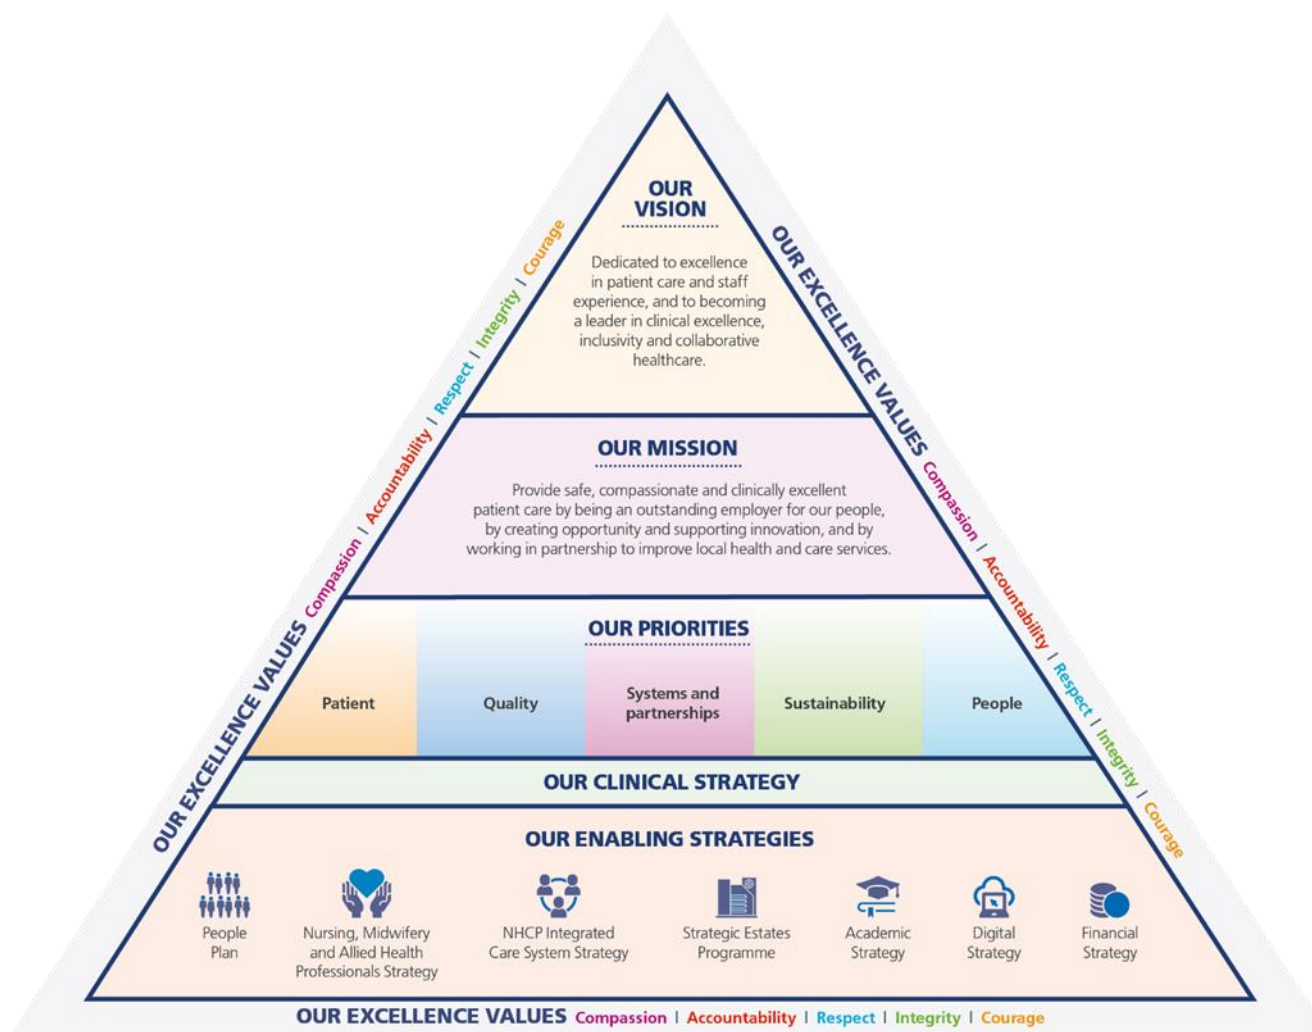 OUR
VISION
Dedicated to excellence
in patient care and staff
experience, and to becoming
a leader in clinical excellence,
inclusivity and collaborative
healthcare.
OUR MISSION
Provide safe, compassionate and clinically excellent
patient care by being an outstanding employer for our people,
by creating opportunity and supporting innovation, and by
working in partnership to improve local health and care services.
OUR PRIORITIES
Patient
Quality
Systems and
partnerships
Sustainability
People
OUR CLINICAL STRATEGY
OUR ENABLING STRATEGIES
People
Plan
Nursing, Midwifery
and Allied Health
Professionals Strategy
NHCP Integrated
Care System Strategy
Strategic Estates
Programme
Academic
Strategy
Digital
Strategy
Financial
Strategy
OUR EXCELLENCE VALUES Compassion | Accountability | Respect | Integrity | Courage
OUR EXCELLENCE VALUES Compassion | Accountability | Respect | Integrity | Courage
OUR EXCELLENCE VALUES Compassion | Accountability | Respect | Integrity | Courage